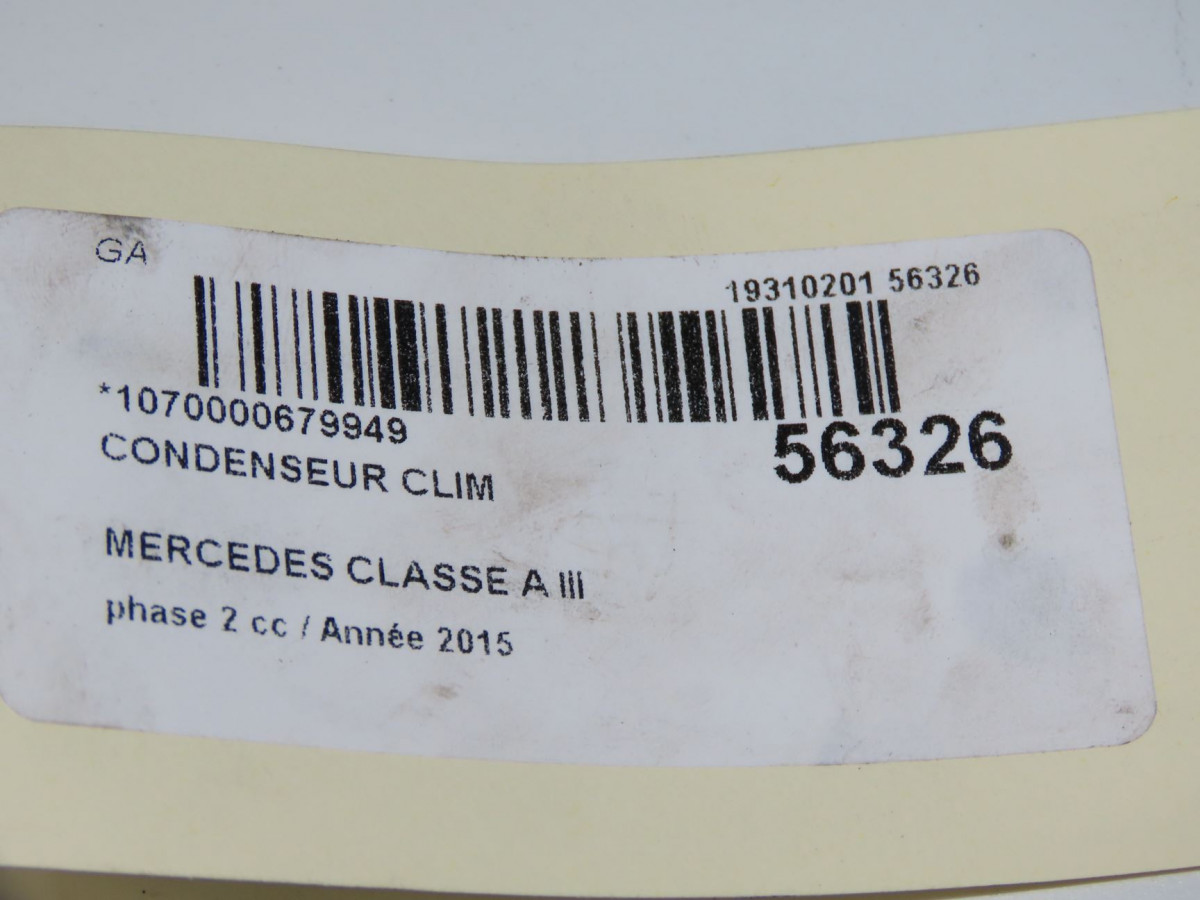 GA
19310201 56326
*1070000679949
56326
CONDENSEUR CLIM
MERCEDES CLASSE A III
phase 2 cc / Année 2015